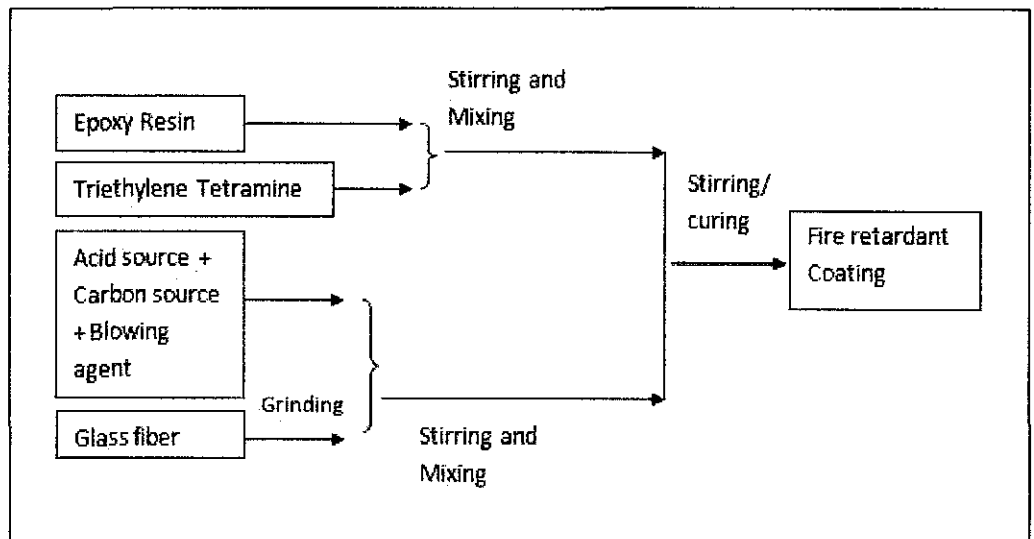 Stirring and
Mixing
Epoxy Resin
Triethylene Tetramine
Stirring/
curing
Fire retardant
Coating
Acid source +
Carbon source
+ Blowing
agent
Grinding
Glass fiber
Stirring and
Mixing